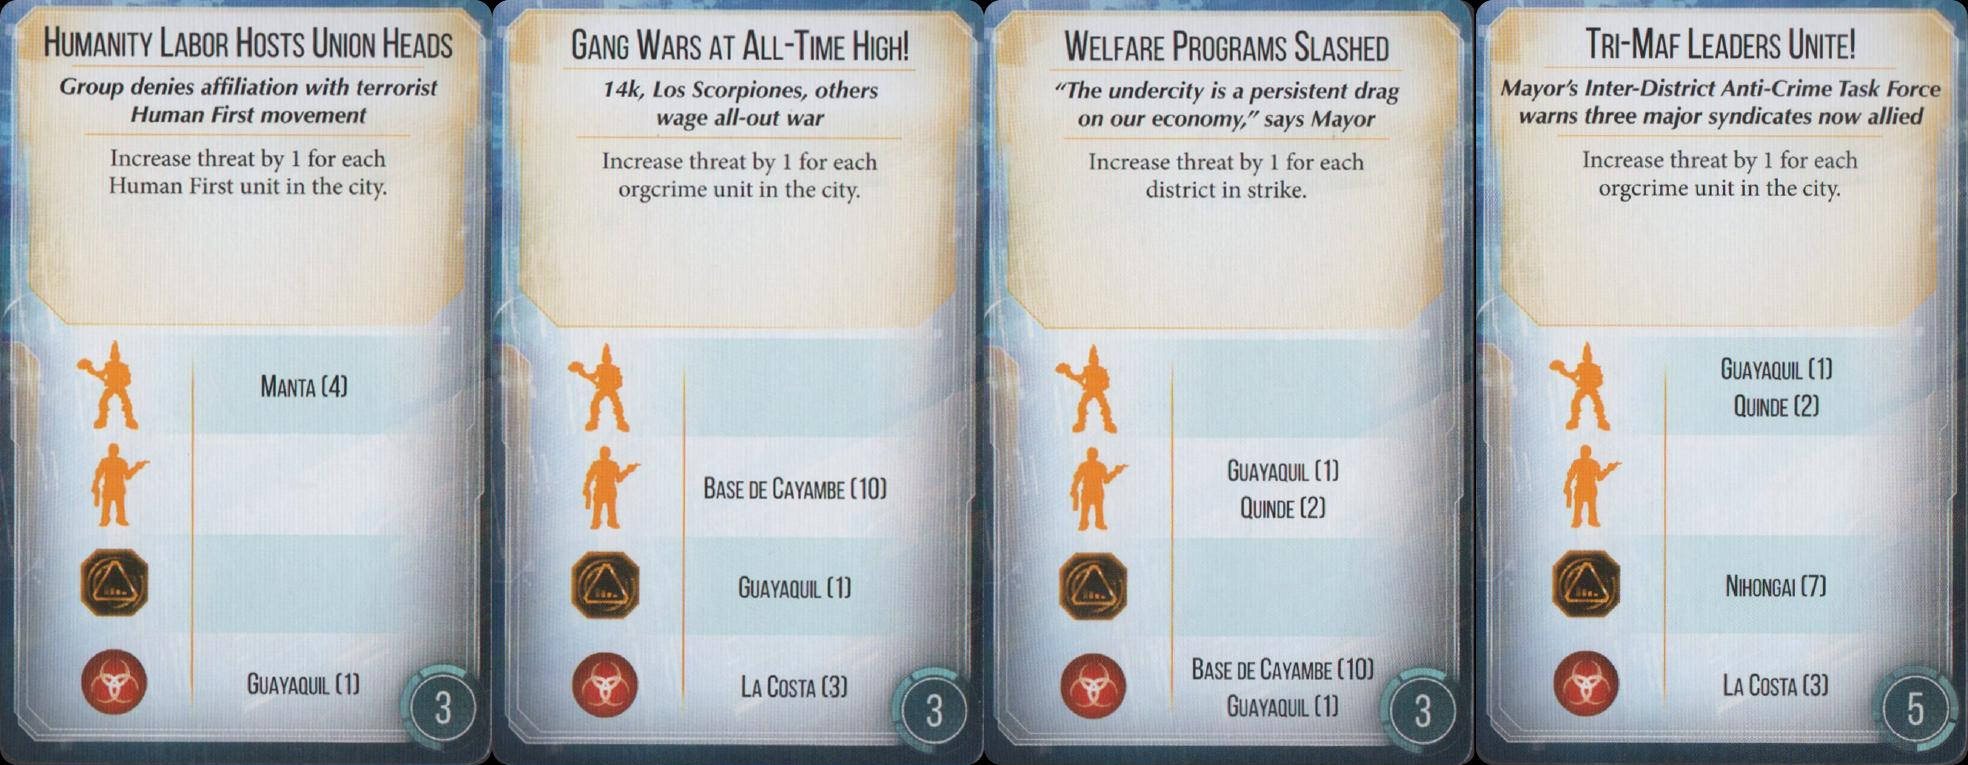 HUMANITY LABOR HOSTS UNION HEADS
Group denies affiliation with terrorist
Human First movement
Increase threat by 1 for each
Human First unit in the city.
MANTA (4)
GUAYAQUIL (1)
3
GANG WARS AT ALL-TIME HIGH!
14k, Los Scorpiones, others
wage all-out war
Increase threat by 1 for each
orgcrime unit in the city.
BASE DE CAYAMBE (10)
GUAYAQUIL (1)
LA COSTA (3)
3
WELFARE PROGRAMS SLASHED
“The undercity is a persistent drag
on our economy,” says Mayor
Increase threat by 1 for each
district in strike.
GUAYAQUIL (1)
QUINDE (2)
BASE DE CAYAMBE (10)
GUAYAQUIL (1)
3
TRI-MAF LEADERS UNITE!
Mayor’s Inter-District Anti-Crime Task Force
warns three major syndicates now allied
Increase threat by 1 for each
orgcrime unit in the city.
GUAYAQUIL (1)
QUINDE (2)
NIHONGAI (7)
LA COSTA (3)
5